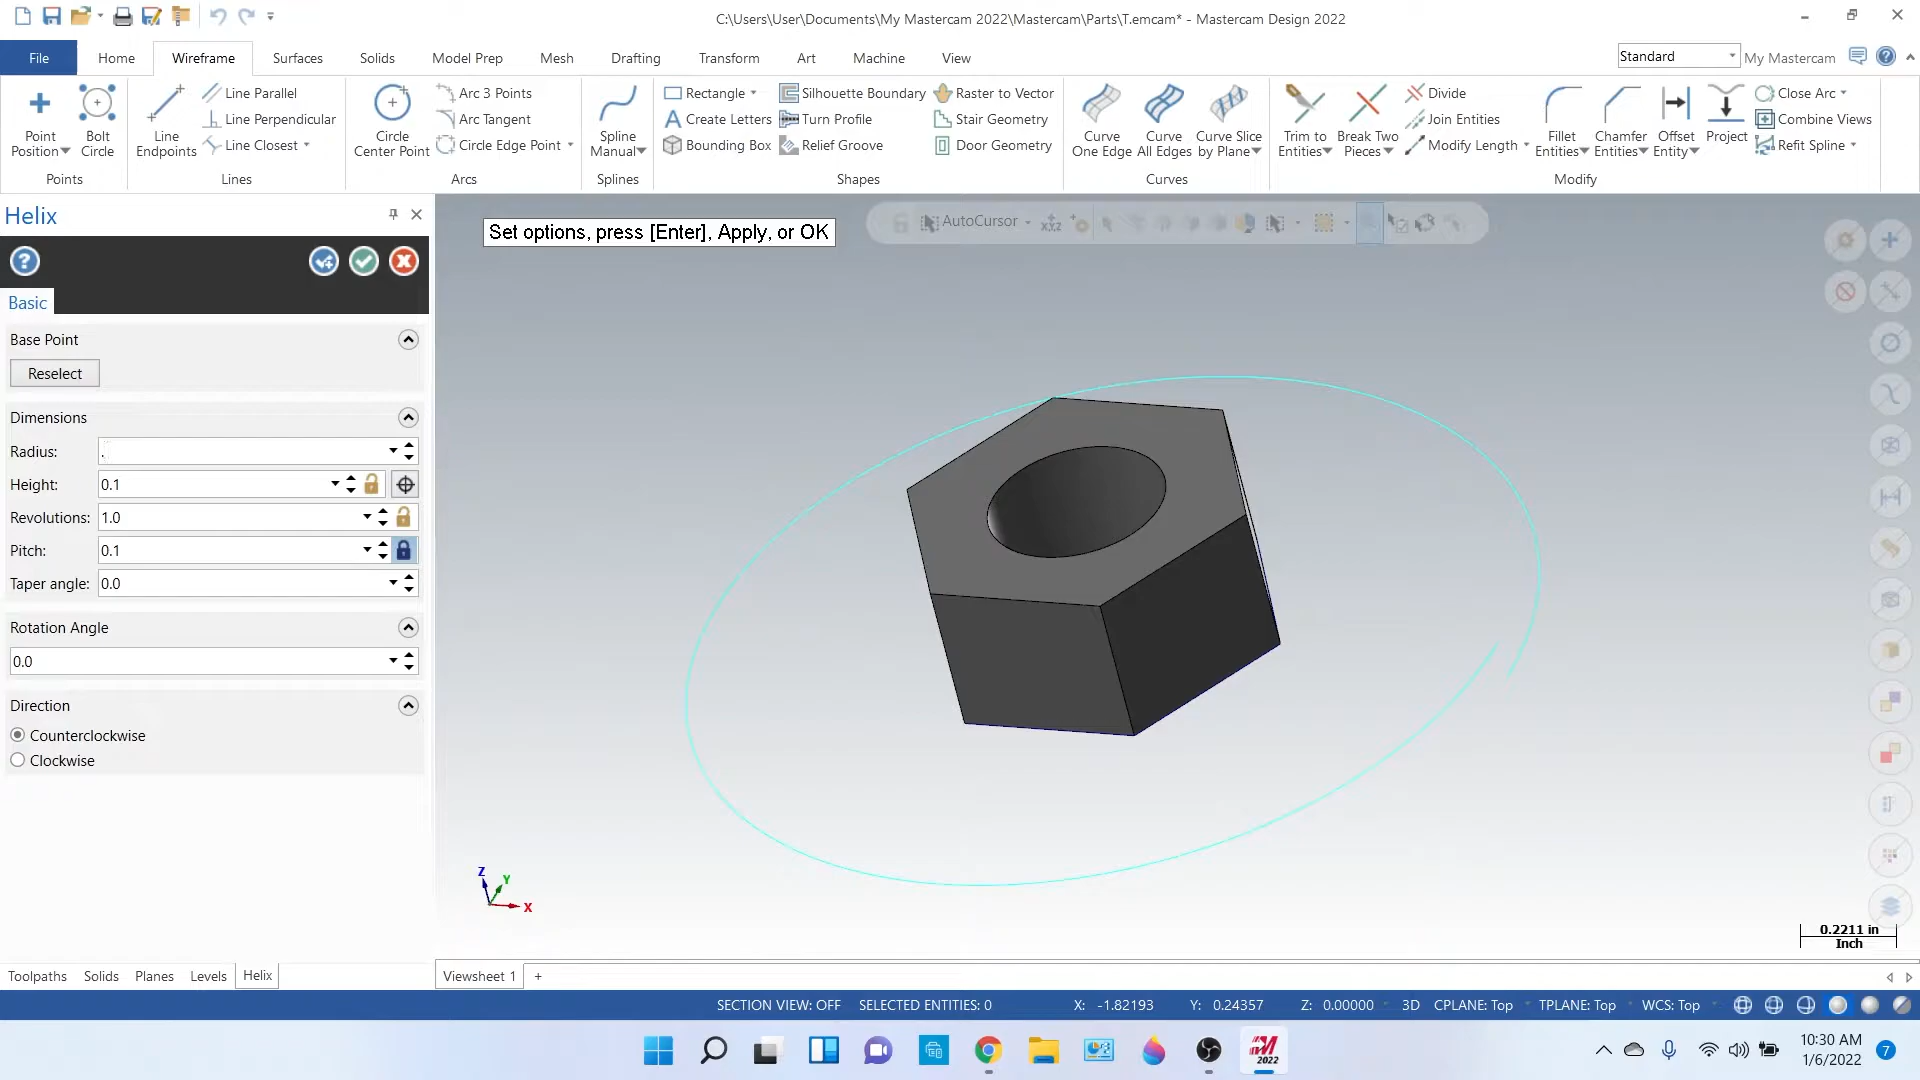 C:\Users\User\Documents\My Mastercam 2022\Mastercam\Parts\T.emcam* - Mastercam Design 2022
File Home Wireframe Surfaces Solids Model Prep Mesh Drafting Transform Art Machine View Standard My Mastercam
Point Position
Bolt Circle
Points
Line Endpoints
Line Parallel
Line Perpendicular
Line Closest
Lines
Circle Center Point
Arc 3 Points
Arc Tangent
Circle Edge Point
Arcs
Spline Manual
Splines
Rectangle
Create Letters
Bounding Box
Silhouette Boundary
Turn Profile
Relief Groove
Raster to Vector
Stair Geometry
Door Geometry
Shapes
Curve One Edge
Curve All Edges
Curve Slice by Plane
Curves
Trim to Entities
Break Two Pieces
Divide
Join Entities
Modify Length
Fillet Entities
Chamfer Entities
Offset Entity
Project
Close Arc
Combine Views
Refit Spline
Modify
Helix
Basic
Base Point
Reselect
Dimensions
Radius: .
Height: 0.1
Revolutions: 1.0
Pitch: 0.1
Taper angle: 0.0
Rotation Angle
0.0
Direction
Counterclockwise
Clockwise
Set options, press [Enter], Apply, or OK
AutoCursor
XYZ
Z
Y
X
0.2211 in
Inch
Toolpaths Solids Planes Levels Helix
Viewsheet 1 +
SECTION VIEW: OFF SELECTED ENTITIES: 0 X: -1.82193 Y: 0.24357 Z: 0.00000 3D CPLANE: Top TPLANE: Top WCS: Top
2022
10:30 AM
1/6/2022
7